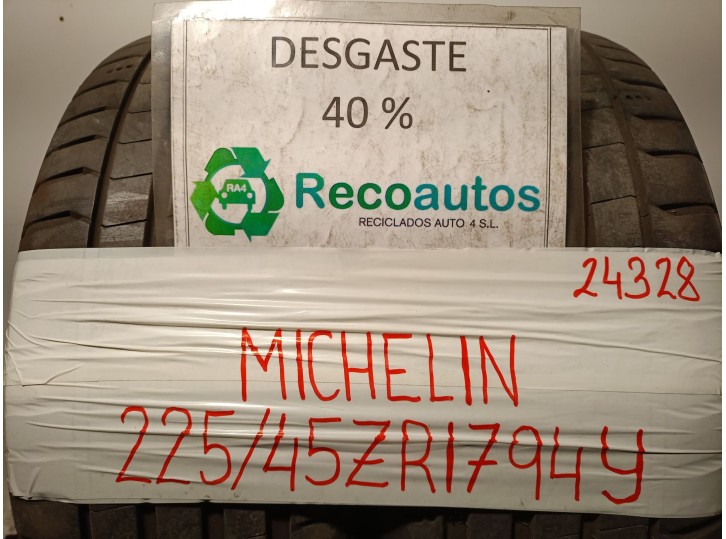 DESGASTE
40 %
RA4
Recoautos
RECICLADOS AUTO 4 S.L.
24328
MICHELIN
225/45ZR1794Y